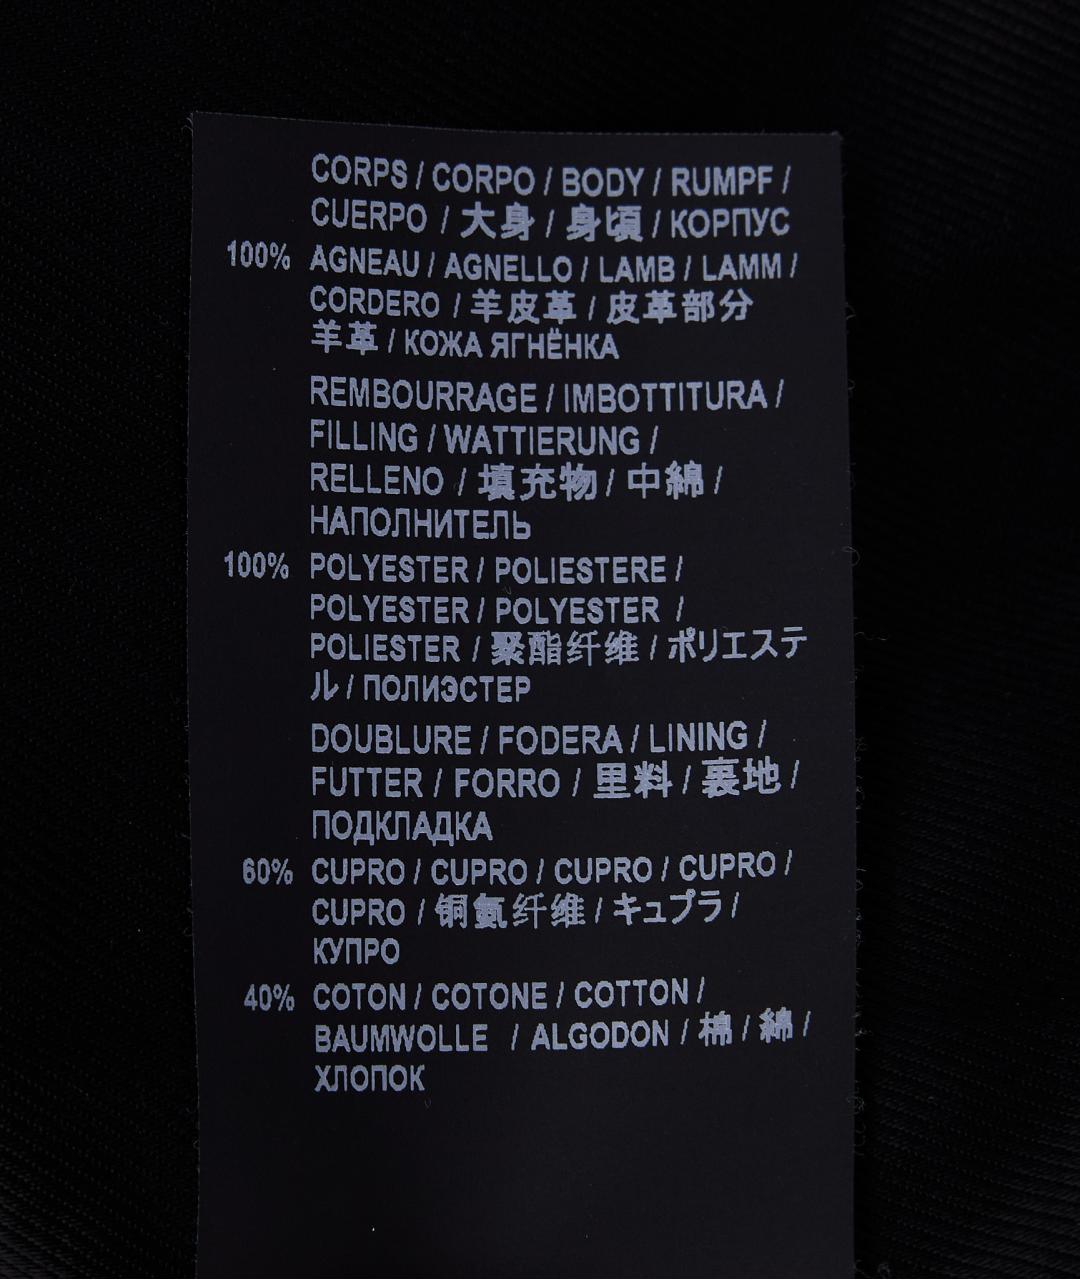 CORPS / CORPO / BODY / RUMPF /
CUERPO / 大身 / 身頃 / КОРПУС
100% AGNEAU / AGNELLO / LAMB / LAMM /
CORDERO / 羊皮革 / 皮革部分
羊革 / КОЖА ЯГНЁНКА
REMBOURRAGE / IMBOTTITURA /
FILLING / WATTIERUNG /
RELLENO / 填充物 / 中綿 /
НАПОЛНИТЕЛЬ
100% POLYESTER / POLIESTERE /
POLYESTER / POLYESTER /
POLIESTER / 聚酯纤维 / ポリエステ
ル / ПОЛИЭСТЕР
DOUBLURE / FODERA / LINING /
FUTTER / FORRO / 里料 / 裏地 /
ПОДКЛАДКА
60% CUPRO / CUPRO / CUPRO / CUPRO /
CUPRO / 铜氨纤维 / キュプラ /
КУПРО
40% COTON / COTONE / COTTON /
BAUMWOLLE / ALGODON / 棉 / 綿 /
ХЛОПОК